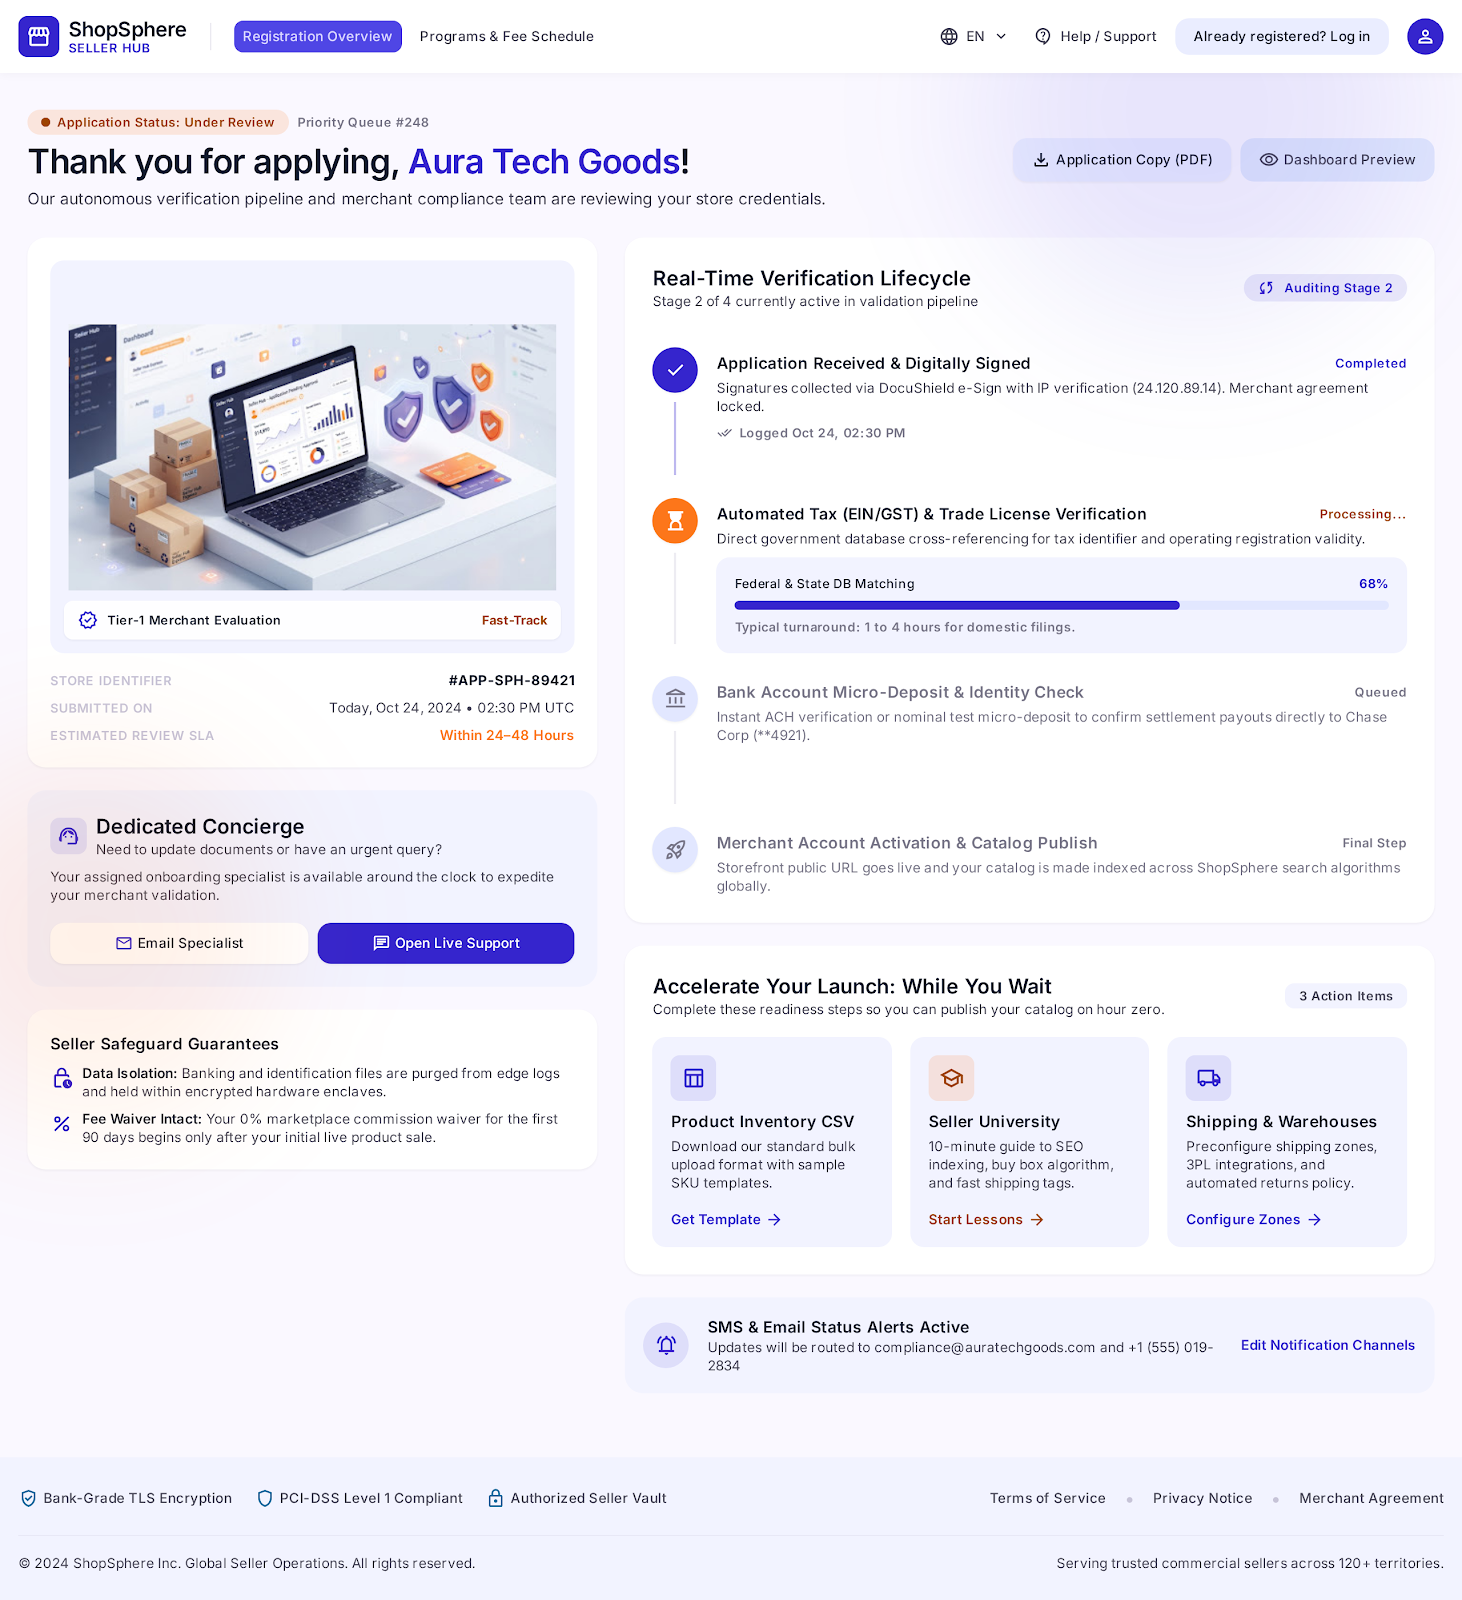 ShopSphere
SELLER HUB
Registration Overview
Programs & Fee Schedule
EN
Help / Support
Already registered? Log in
Application Status: Under Review
Priority Queue #248
Thank you for applying, Aura Tech Goods!
Our autonomous verification pipeline and merchant compliance team are reviewing your store credentials.
Application Copy (PDF)
Dashboard Preview
Seller Hub
Dashboard
Tier-1 Merchant Evaluation
Fast-Track
STORE IDENTIFIER
#APP-SPH-89421
SUBMITTED ON
Today, Oct 24, 2024 • 02:30 PM UTC
ESTIMATED REVIEW SLA
Within 24–48 Hours
Dedicated Concierge
Need to update documents or have an urgent query?
Your assigned onboarding specialist is available around the clock to expedite
your merchant validation.
Email Specialist
Open Live Support
Seller Safeguard Guarantees
Data Isolation: Banking and identification files are purged from edge logs
and held within encrypted hardware enclaves.
Fee Waiver Intact: Your 0% marketplace commission waiver for the first
90 days begins only after your initial live product sale.
Real-Time Verification Lifecycle
Stage 2 of 4 currently active in validation pipeline
Auditing Stage 2
Application Received & Digitally Signed
Completed
Signatures collected via DocuShield e-Sign with IP verification (24.120.89.14). Merchant agreement
locked.
Logged Oct 24, 02:30 PM
Automated Tax (EIN/GST) & Trade License Verification
Processing...
Direct government database cross-referencing for tax identifier and operating registration validity.
Federal & State DB Matching
68%
Typical turnaround: 1 to 4 hours for domestic filings.
Bank Account Micro-Deposit & Identity Check
Queued
Instant ACH verification or nominal test micro-deposit to confirm settlement payouts directly to Chase
Corp (**4921).
Merchant Account Activation & Catalog Publish
Final Step
Storefront public URL goes live and your catalog is made indexed across ShopSphere search algorithms
globally.
Accelerate Your Launch: While You Wait
Complete these readiness steps so you can publish your catalog on hour zero.
3 Action Items
Product Inventory CSV
Download our standard bulk
upload format with sample
SKU templates.
Get Template
Seller University
10-minute guide to SEO
indexing, buy box algorithm,
and fast shipping tags.
Start Lessons
Shipping & Warehouses
Preconfigure shipping zones,
3PL integrations, and
automated returns policy.
Configure Zones
SMS & Email Status Alerts Active
Updates will be routed to compliance@auratechgoods.com and +1 (555) 019-
2834
Edit Notification Channels
Bank-Grade TLS Encryption
PCI-DSS Level 1 Compliant
Authorized Seller Vault
Terms of Service
Privacy Notice
Merchant Agreement
© 2024 ShopSphere Inc. Global Seller Operations. All rights reserved.
Serving trusted commercial sellers across 120+ territories.